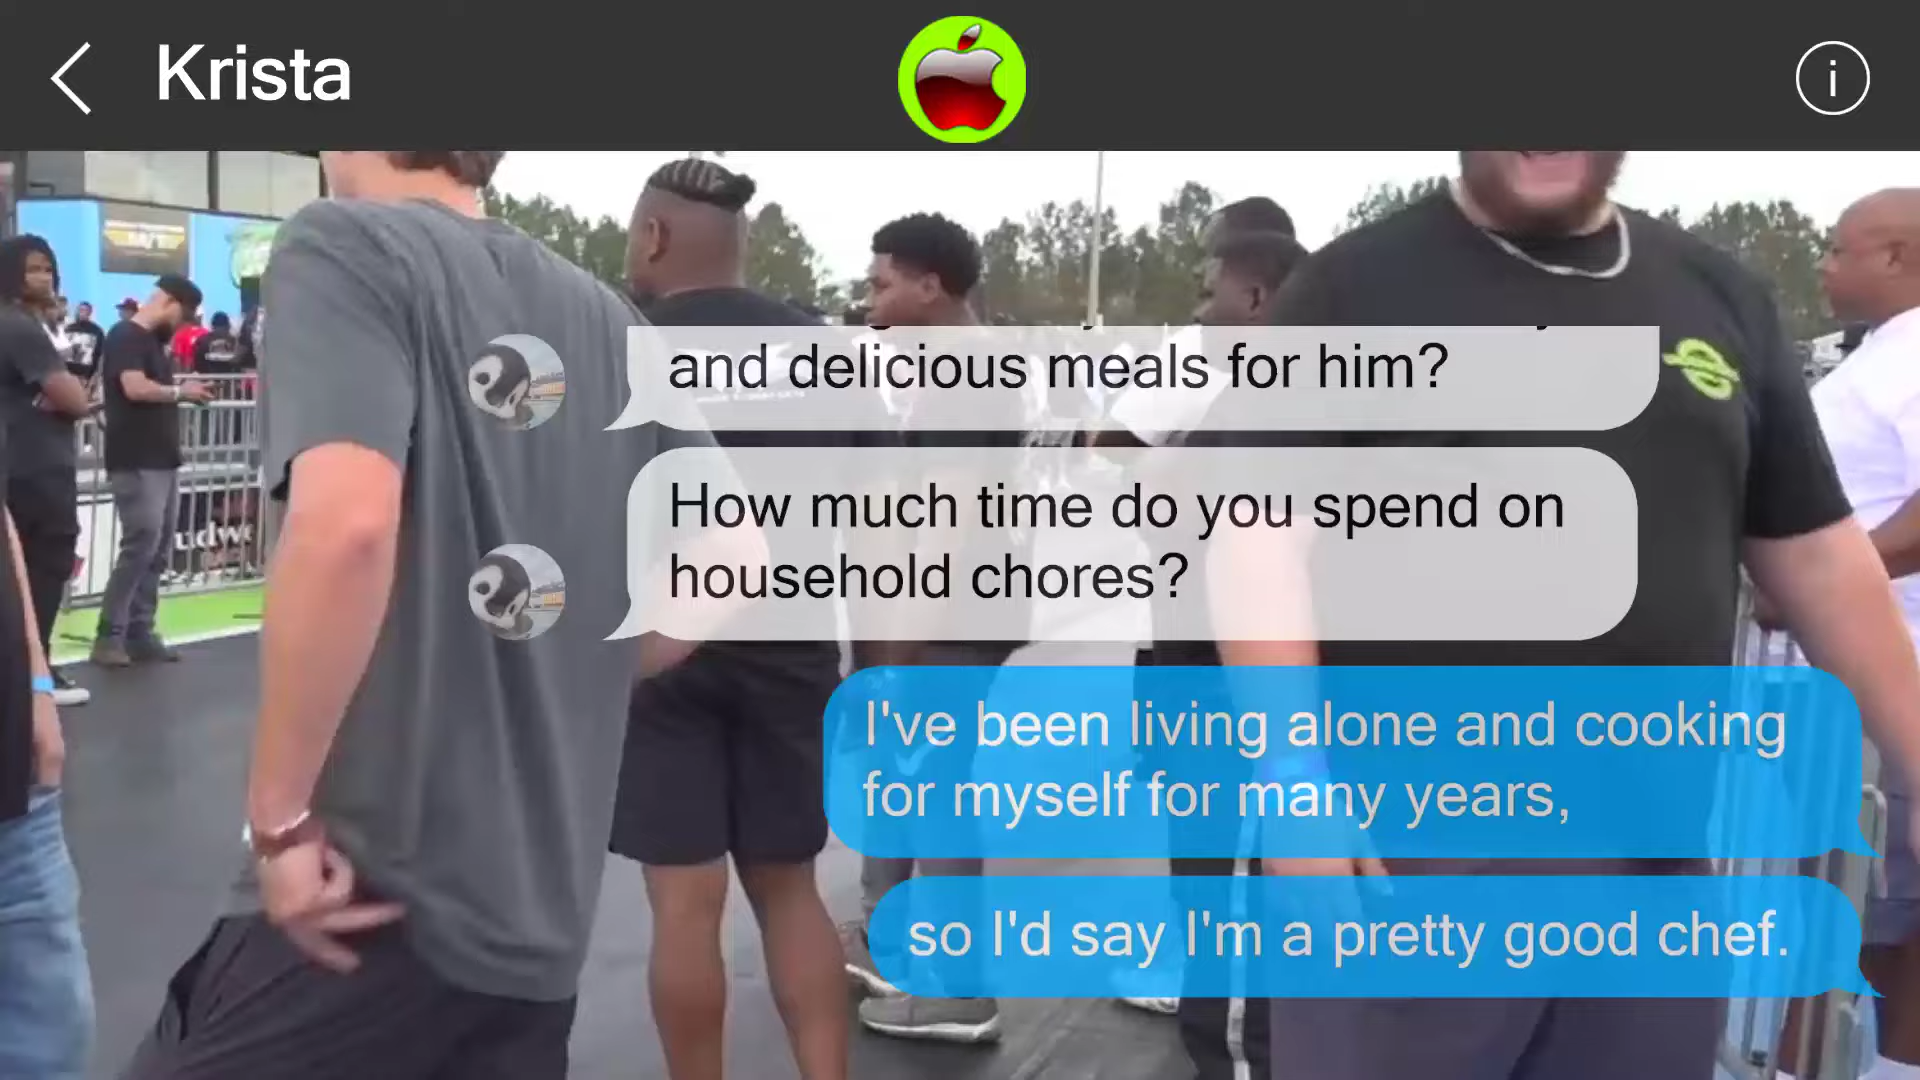 Krista
and delicious meals for him?
How much time do you spend on
household chores?
I've been living alone and cooking
for myself for many years,
so I'd say I'm a pretty good chef.